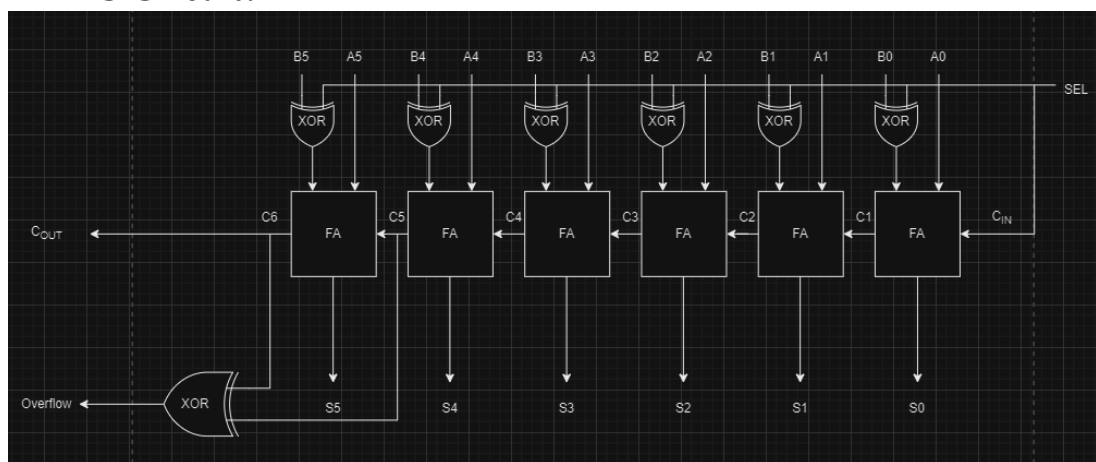 B5 A5 B4 A4 B3 A3 B2 A2 B1 A1 B0 A0
SEL
XOR XOR XOR XOR XOR XOR
C6 C5 C4 C3 C2 C1 C_IN
C_OUT FA FA FA FA FA FA
Overflow XOR S5 S4 S3 S2 S1 S0